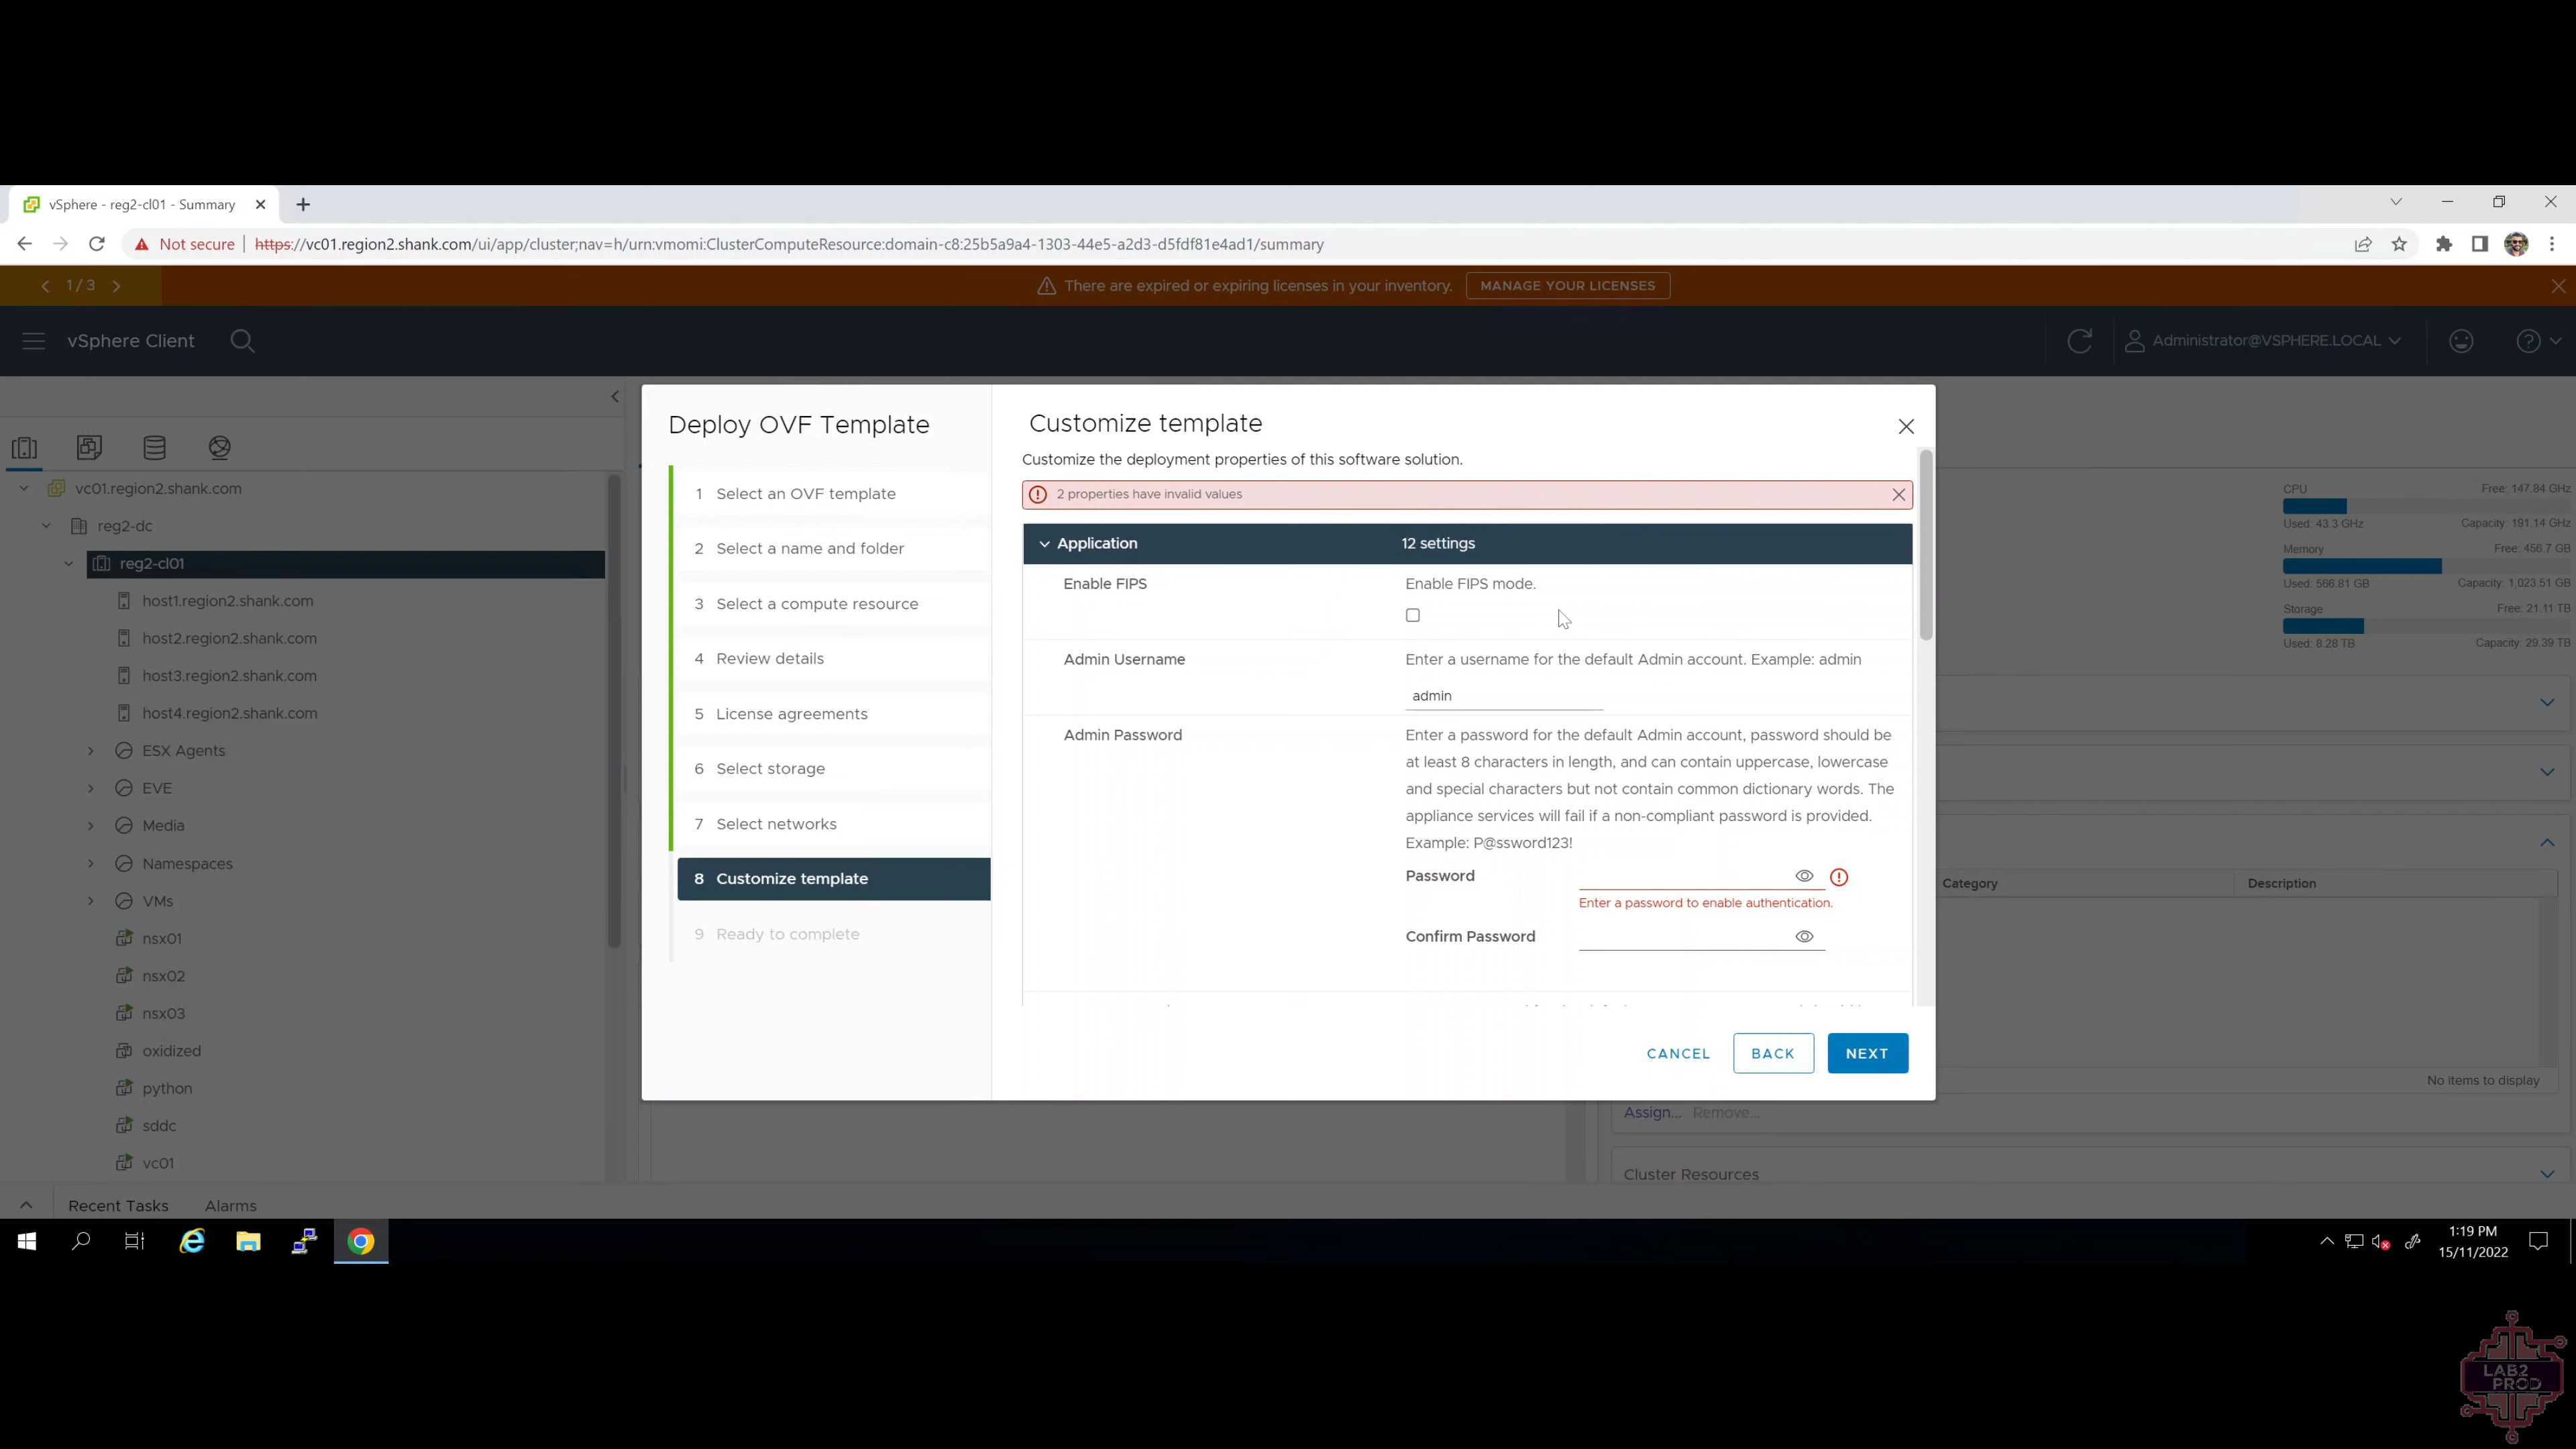 vSphere - reg2-cl01 - Summary
Not secure
https://vc01.region2.shank.com/ui/app/cluster;nav=h/urn:vmomi:ClusterComputeResource:domain-c8:25b5a9a4-1303-44e5-a2d3-d5fdf81e4ad1/summary
1 / 3
There are expired or expiring licenses in your inventory.
MANAGE YOUR LICENSES
vSphere Client
Administrator@VSPHERE.LOCAL
vc01.region2.shank.com
reg2-dc
reg2-cl01
host1.region2.shank.com
host2.region2.shank.com
host3.region2.shank.com
host4.region2.shank.com
ESX Agents
EVE
Media
Namespaces
VMs
nsx01
nsx02
nsx03
oxidized
python
sddc
vc01
Deploy OVF Template
1 Select an OVF template
2 Select a name and folder
3 Select a compute resource
4 Review details
5 License agreements
6 Select storage
7 Select networks
8 Customize template
9 Ready to complete
Customize template
Customize the deployment properties of this software solution.
2 properties have invalid values
Application 12 settings
Enable FIPS
Enable FIPS mode.
Admin Username
Enter a username for the default Admin account. Example: admin
admin
Admin Password
Enter a password for the default Admin account, password should be
at least 8 characters in length, and can contain uppercase, lowercase
and special characters but not contain common dictionary words. The
appliance services will fail if a non-compliant password is provided.
Example: P@ssword123!
Password
Enter a password to enable authentication.
Confirm Password
CANCEL
BACK
NEXT
CPU Free: 147.84 GHz
Used: 43.3 GHz Capacity: 191.14 GHz
Memory Free: 456.7 GB
Used: 566.81 GB Capacity: 1,023.51 GB
Storage Free: 21.11 TB
Used: 8.28 TB Capacity: 29.39 TB
Category Description
No items to display
Assign... Remove...
Cluster Resources
Recent Tasks Alarms
1:19 PM
15/11/2022
LAB2
PROD